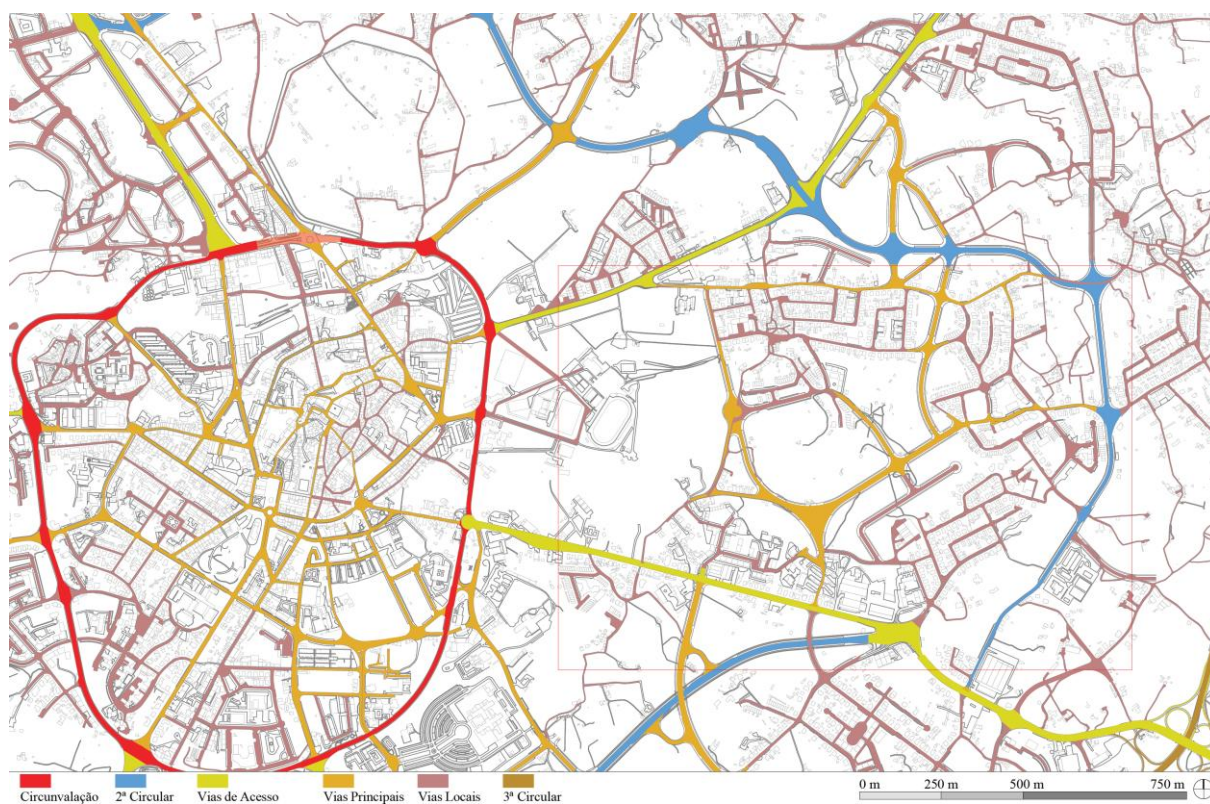 Circunvalação 2ª Circular Vias de Acesso Vias Principais Vias Locais 3ª Circular
0 m 250 m 500 m 750 m